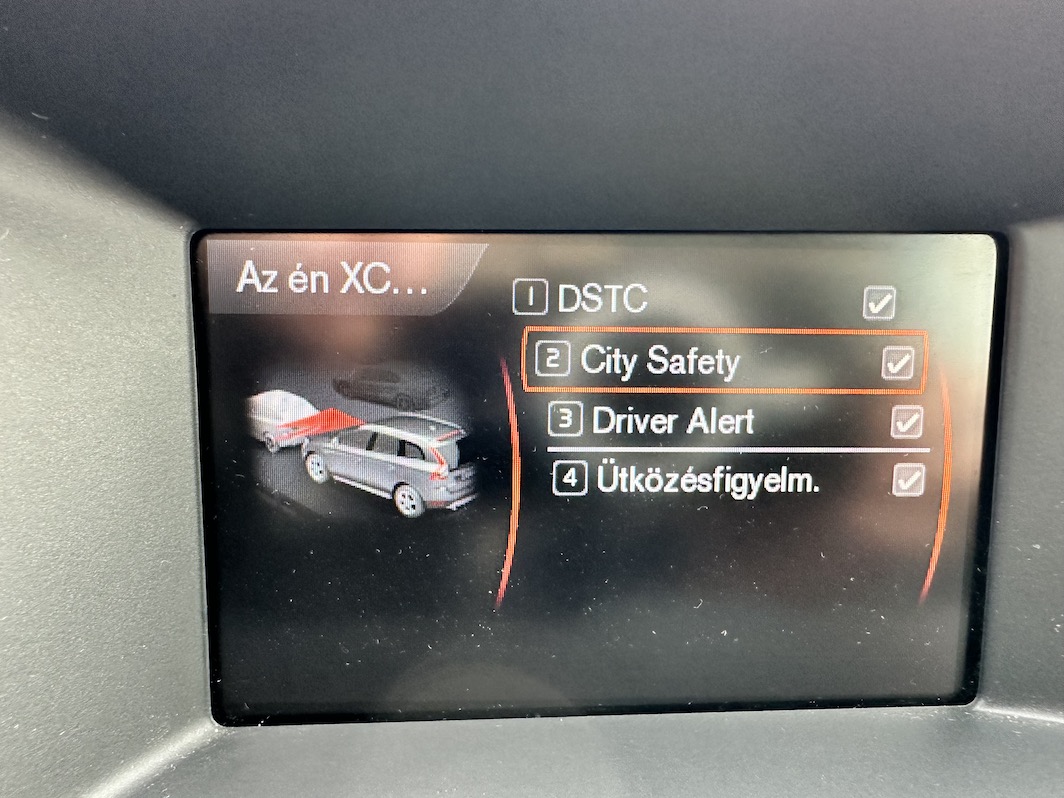 Az én XC...
1 DSTC
2 City Safety
3 Driver Alert
4 Ütközésfigyelm.